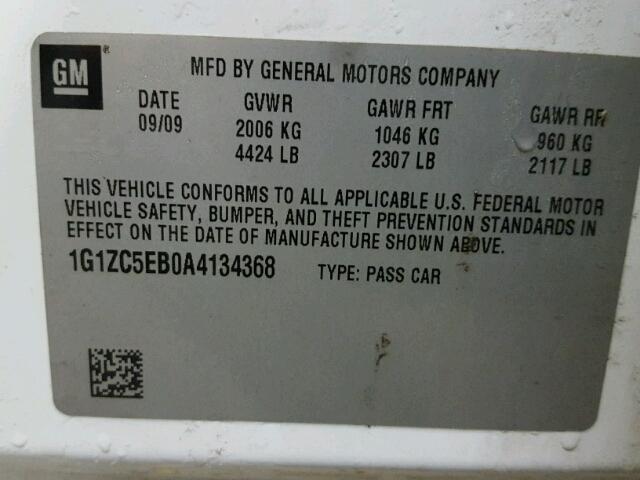 GM ®
MFD BY GENERAL MOTORS COMPANY
DATE GVWR GAWR FRT GAWR RR
09/09 2006 KG 1046 KG 960 KG
4424 LB 2307 LB 2117 LB
THIS VEHICLE CONFORMS TO ALL APPLICABLE U.S. FEDERAL MOTOR
VEHICLE SAFETY, BUMPER, AND THEFT PREVENTION STANDARDS IN
EFFECT ON THE DATE OF MANUFACTURE SHOWN ABOVE.
1G1ZC5EB0A4134368 TYPE: PASS CAR